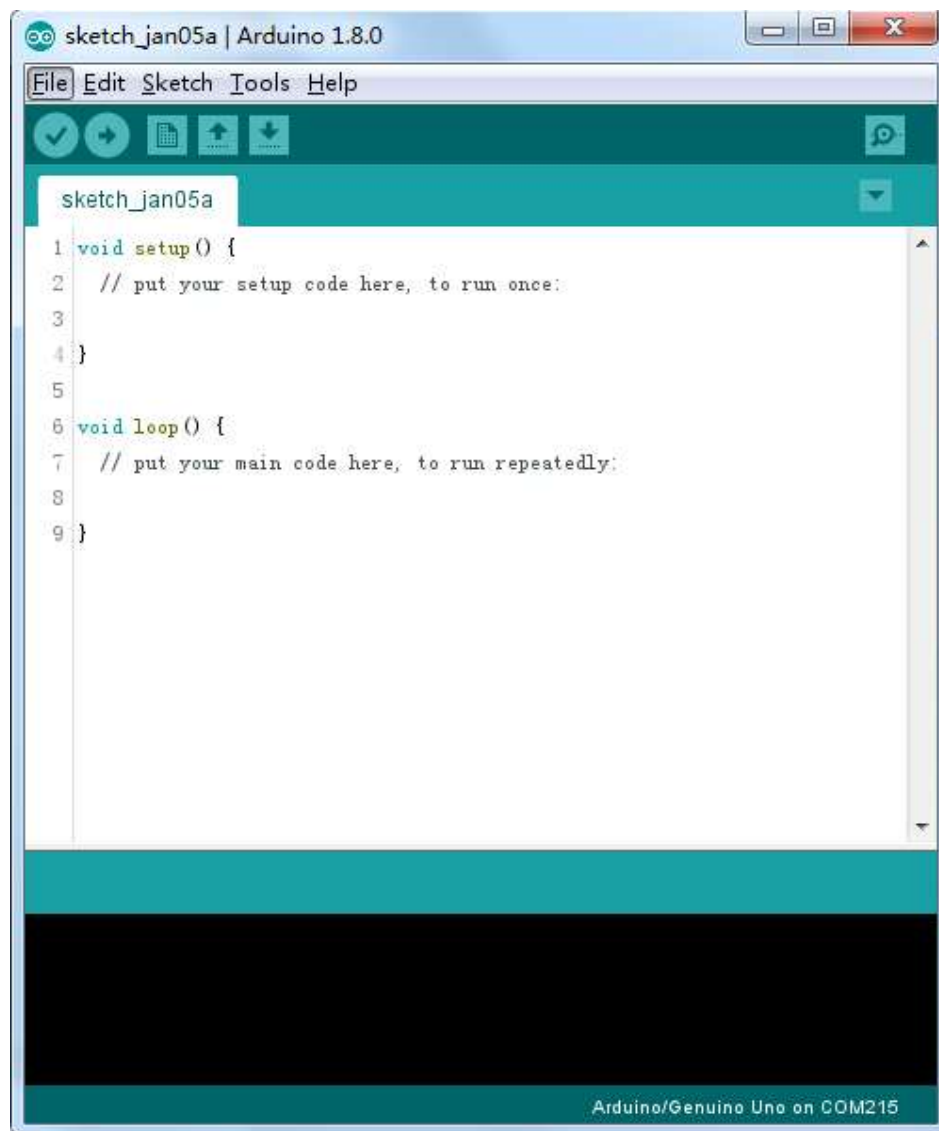 sketch_jan05a | Arduino 1.8.0
File Edit Sketch Tools Help
sketch_jan05a
1 void setup() {
2   // put your setup code here, to run once:
3
4 }
5
6 void loop() {
7   // put your main code here, to run repeatedly:
8
9 }
Arduino/Genuino Uno on COM215